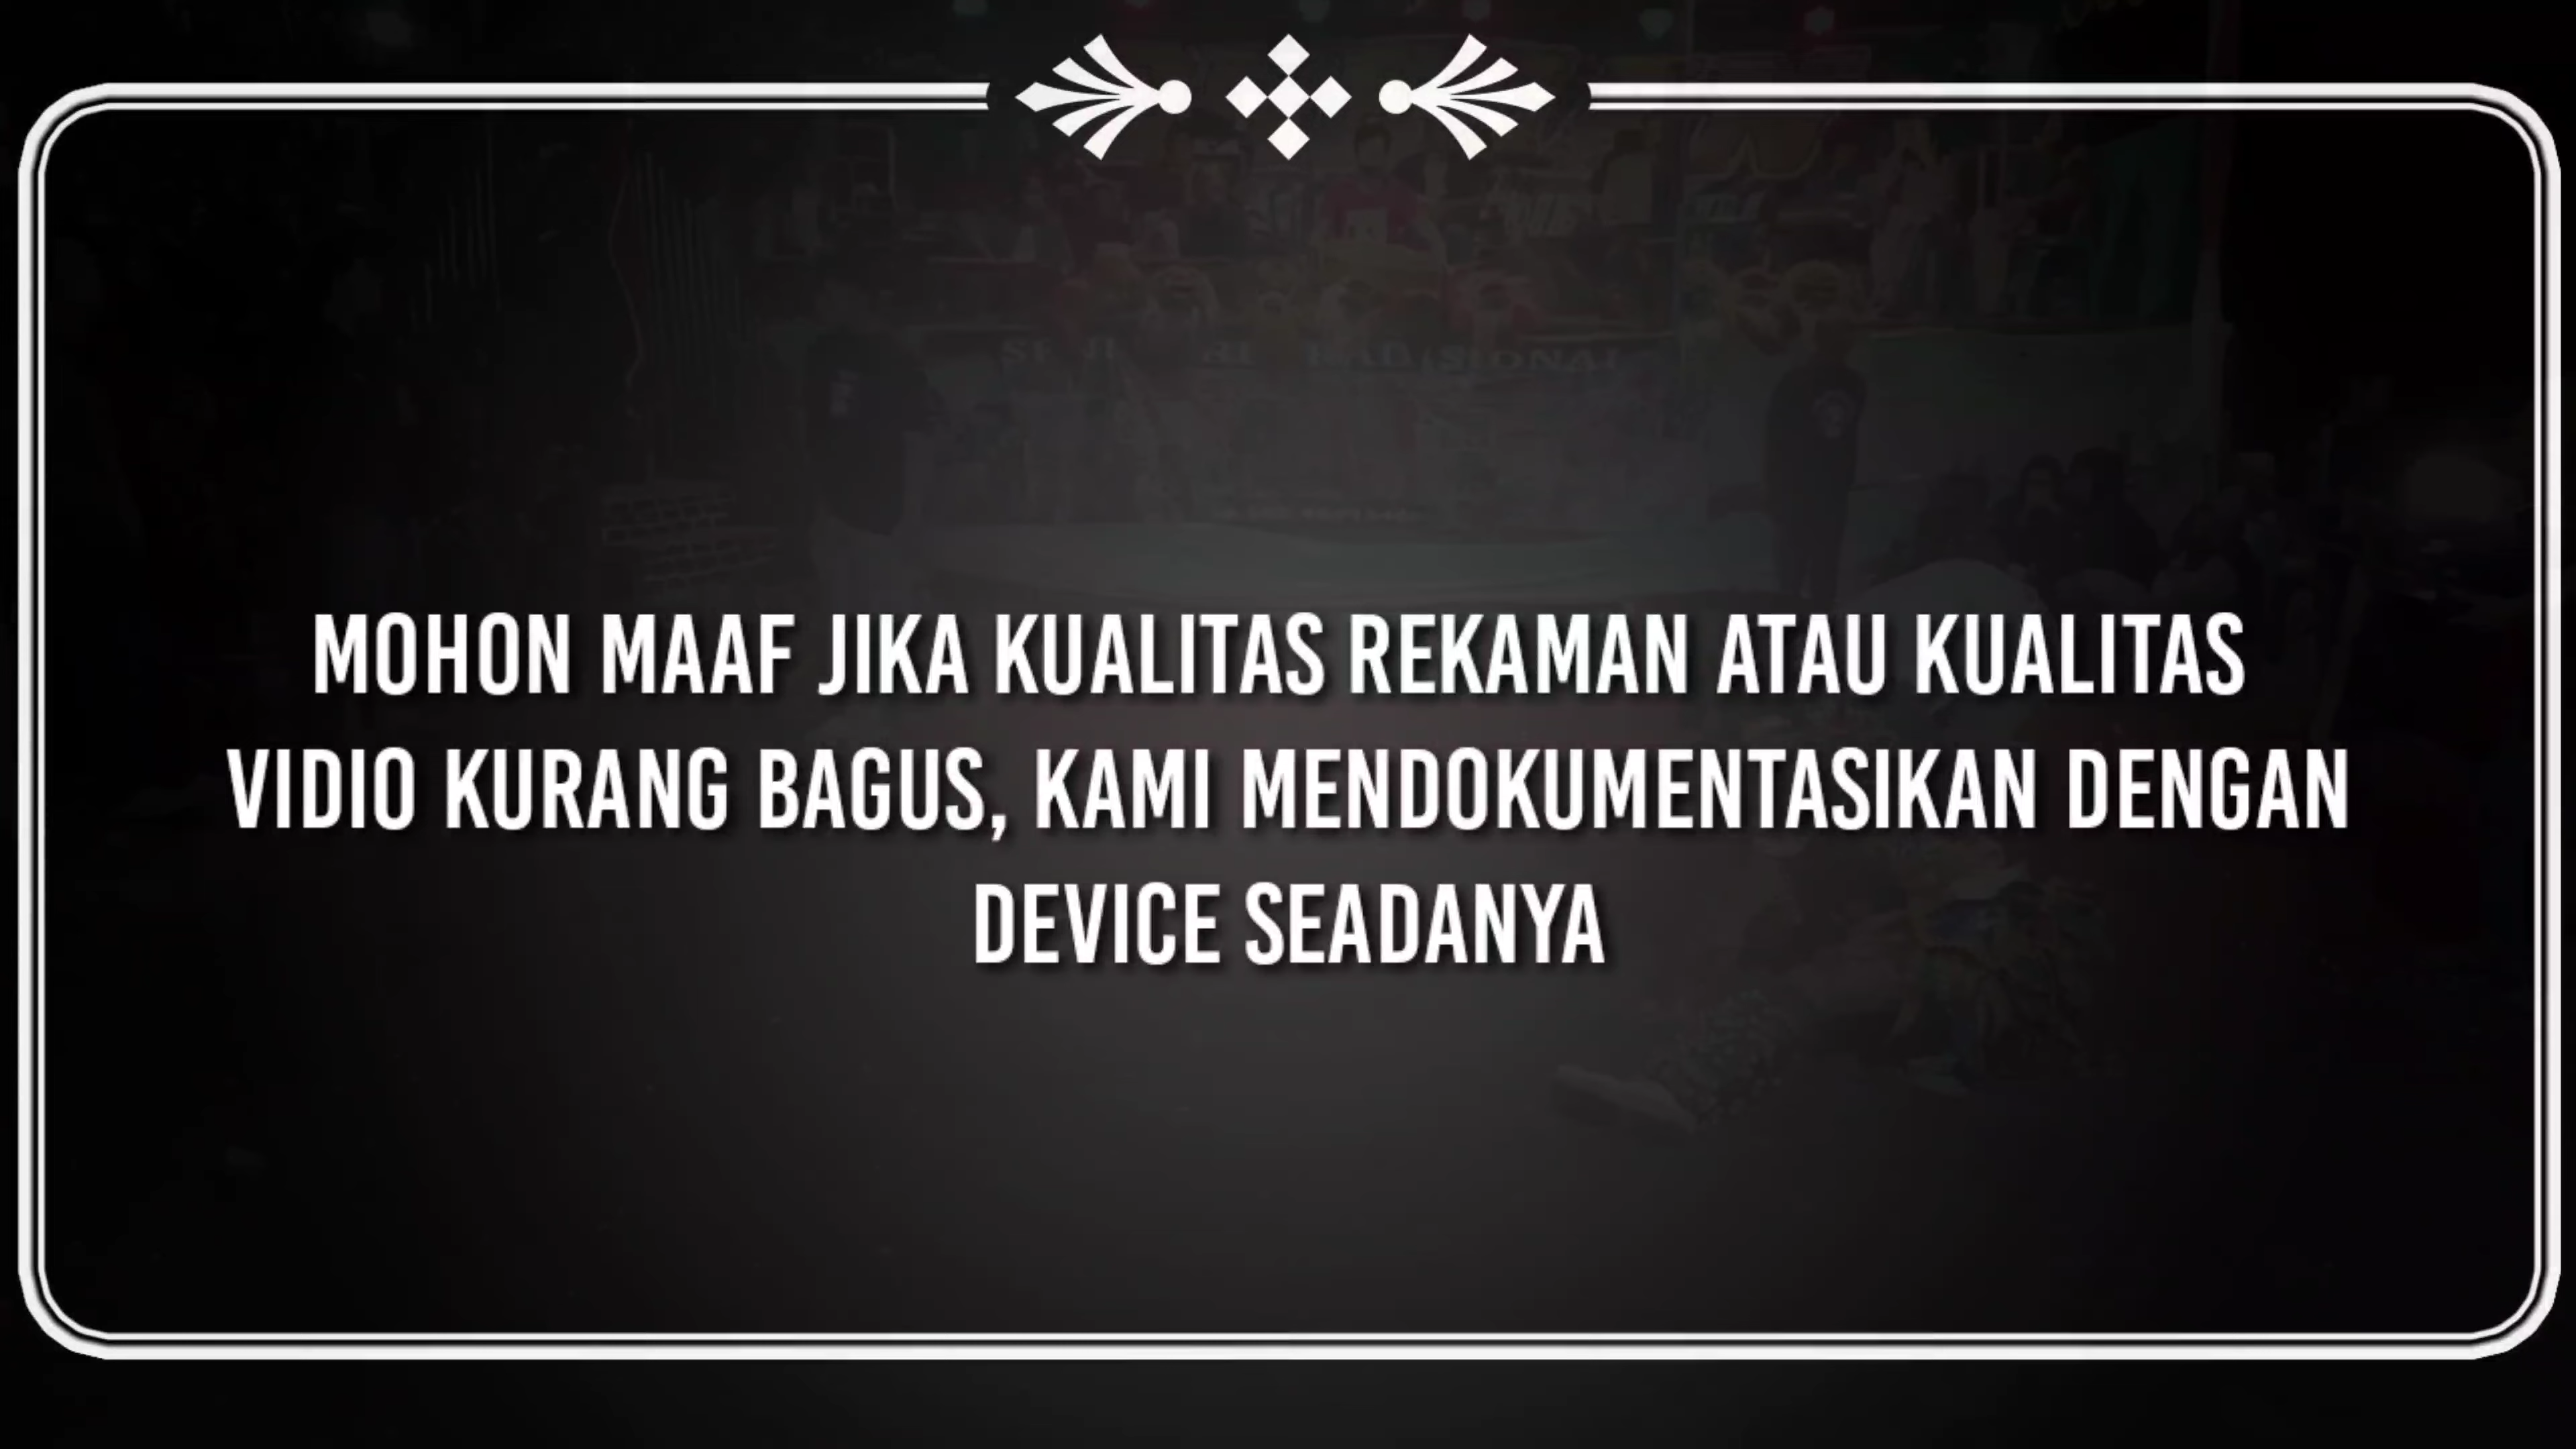 MOHON MAAF JIKA KUALITAS REKAMAN ATAU KUALITAS
VIDIO KURANG BAGUS, KAMI MENDOKUMENTASIKAN DENGAN
DEVICE SEADANYA